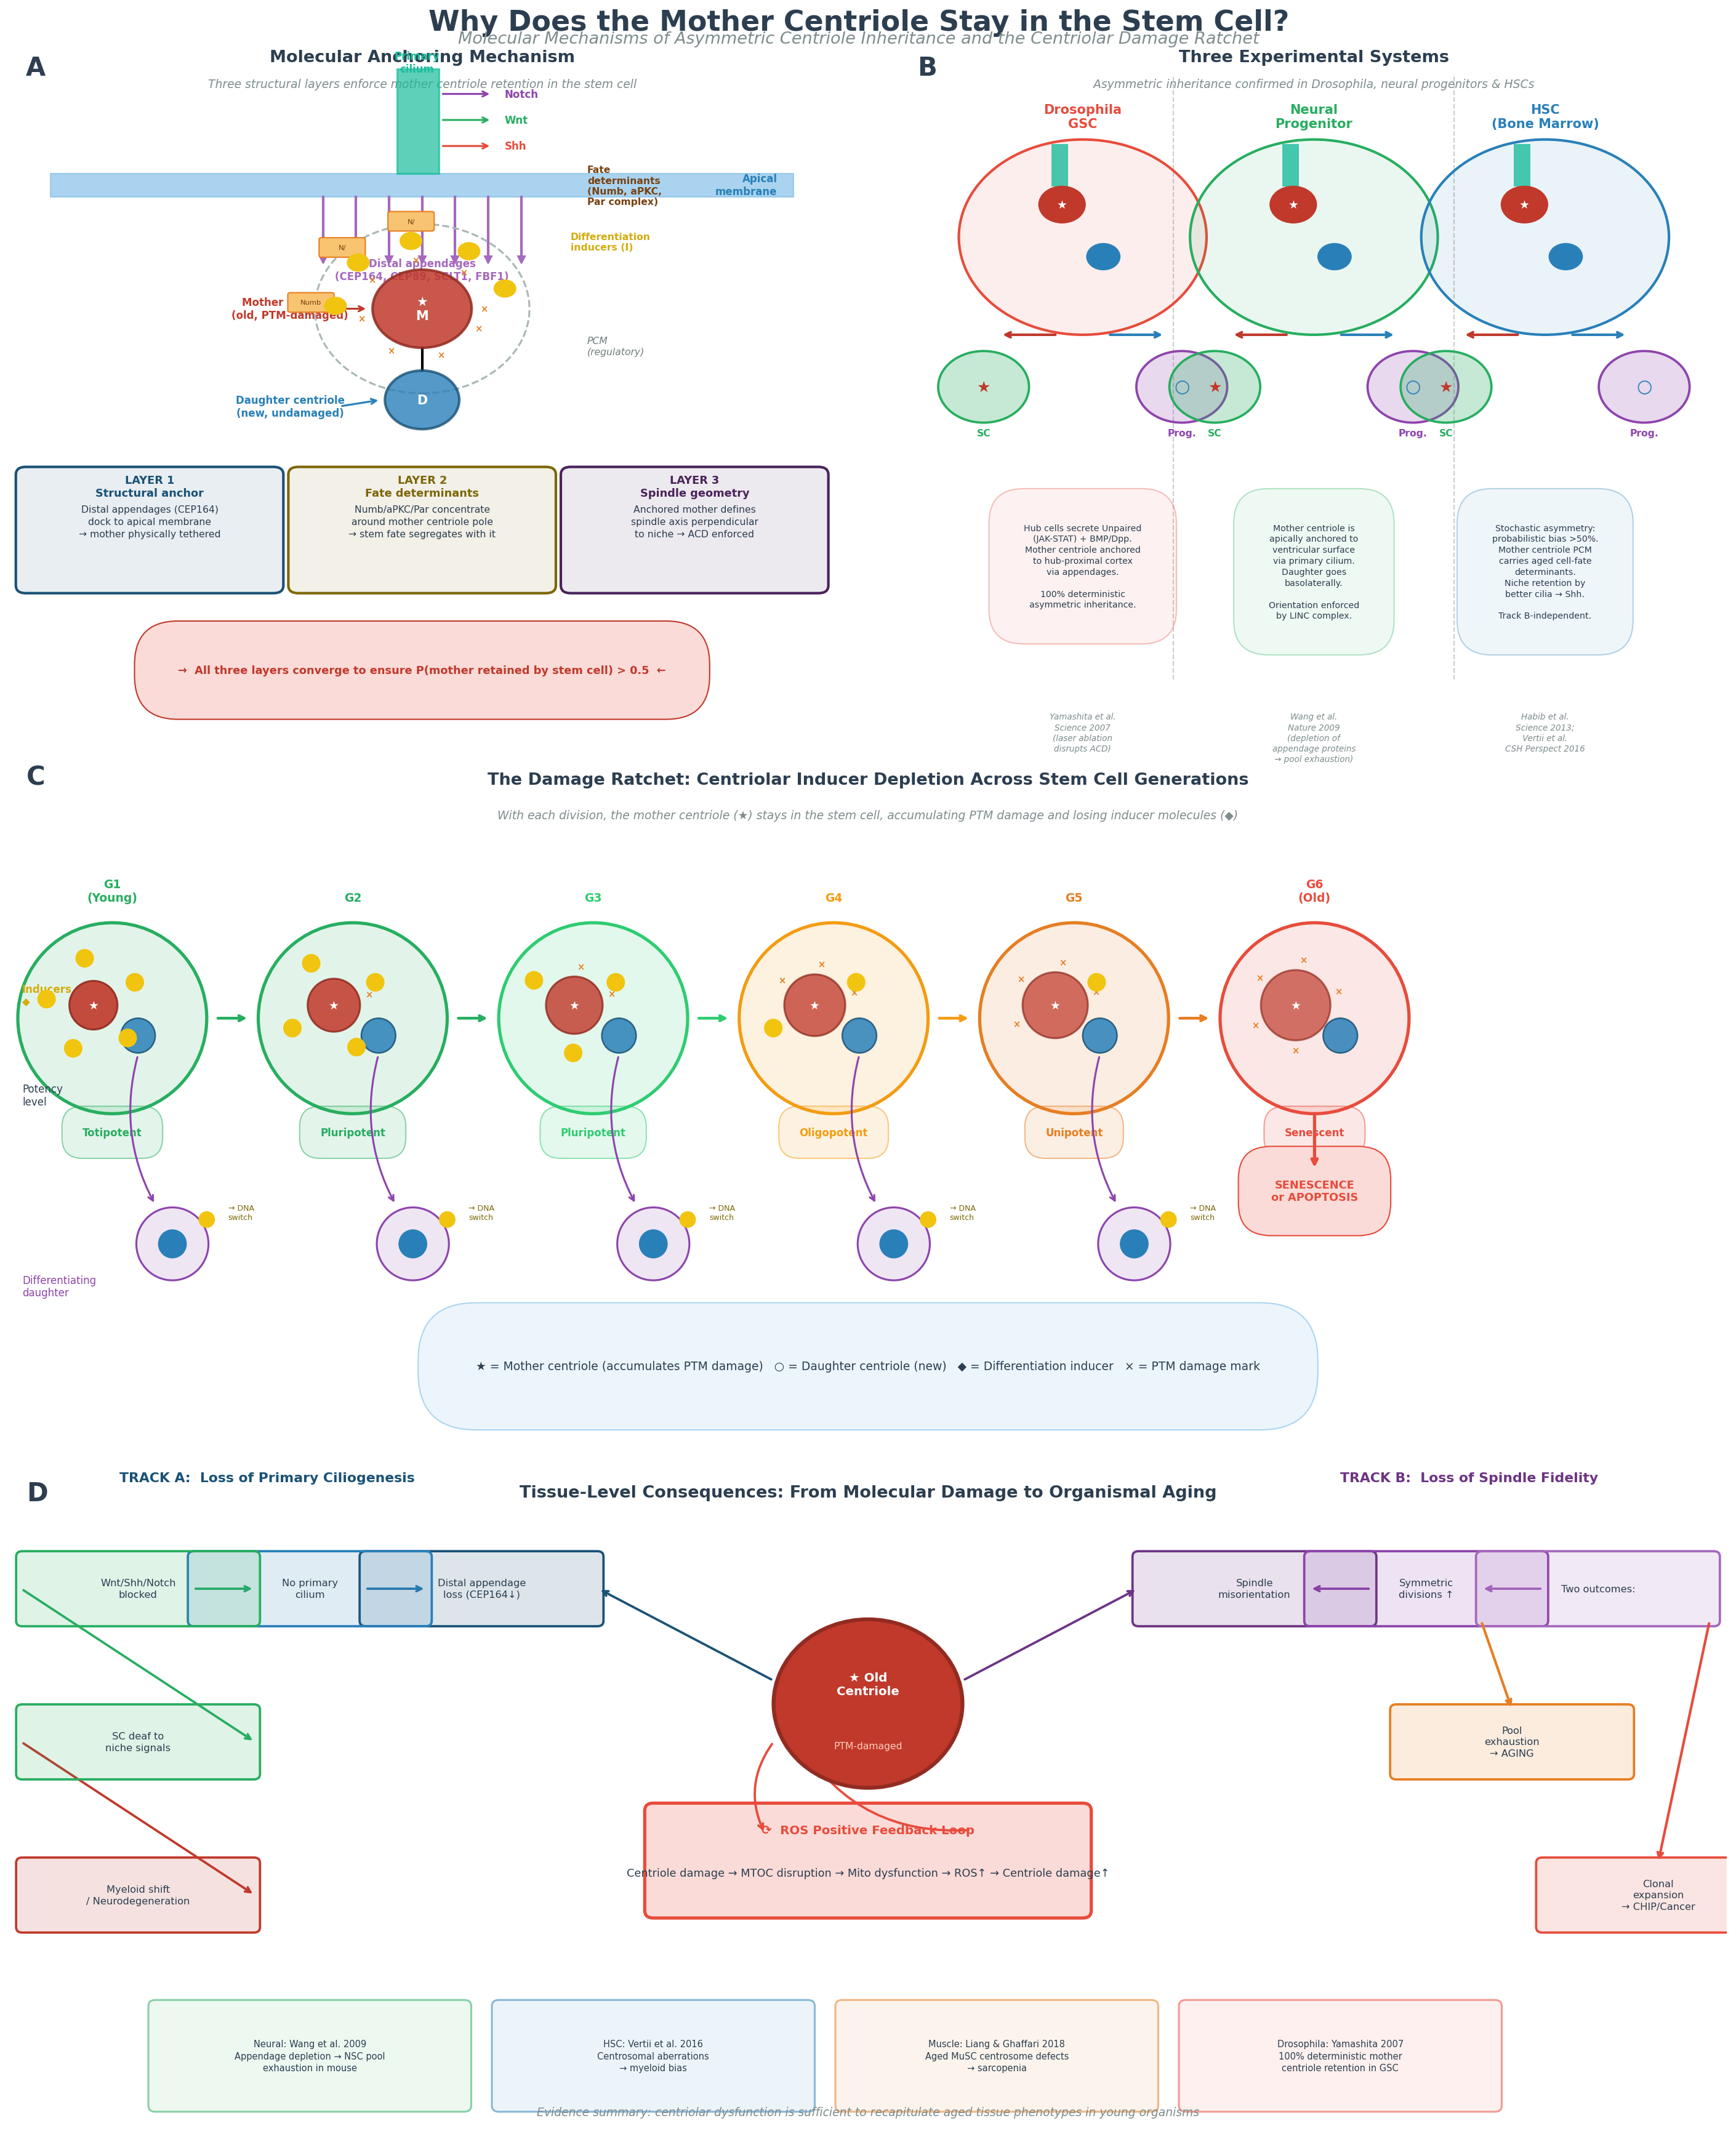 Why Does the Mother Centriole Stay in the Stem Cell?
Molecular Mechanisms of Asymmetric Centriole Inheritance and the Centriolar Damage Ratchet
A
Molecular Anchoring Mechanism
Three structural layers enforce mother centriole retention in the stem cell
Primary
cilium
Notch
Wnt
Shh
Fate
determinants
(Numb, aPKC,
Par complex)
Apical
membrane
N/
N/
Differentiation
inducers (I)
Distal appendages
(CEP164, CEP89, SCLT1, FBF1)
Mother
(old, PTM-damaged)
Numb
★
M
PCM
(regulatory)
Daughter centriole
(new, undamaged)
D
LAYER 1
Structural anchor
Distal appendages (CEP164)
dock to apical membrane
→ mother physically tethered
LAYER 2
Fate determinants
Numb/aPKC/Par concentrate
around mother centriole pole
→ stem fate segregates with it
LAYER 3
Spindle geometry
Anchored mother defines
spindle axis perpendicular
to niche → ACD enforced
→ All three layers converge to ensure P(mother retained by stem cell) > 0.5 ←
B
Three Experimental Systems
Asymmetric inheritance confirmed in Drosophila, neural progenitors & HSCs
Drosophila
GSC
Neural
Progenitor
HSC
(Bone Marrow)
★
★
★
★
○
★
○
★
○
SC
Prog.
SC
Prog.
SC
Prog.
Hub cells secrete Unpaired
(JAK-STAT) + BMP/Dpp.
Mother centriole anchored
to hub-proximal cortex
via appendages.
100% deterministic
asymmetric inheritance.
Mother centriole is
apically anchored to
ventricular surface
via primary cilium.
Daughter goes
basolaterally.
Orientation enforced
by LINC complex.
Stochastic asymmetry:
probabilistic bias >50%.
Mother centriole PCM
carries aged cell-fate
determinants.
Niche retention by
better cilia → Shh.
Track B-independent.
Yamashita et al.
Science 2007
(laser ablation
disrupts ACD)
Wang et al.
Nature 2009
(depletion of
appendage proteins
→ pool exhaustion)
Habib et al.
Science 2013;
Vertii et al.
CSH Perspect 2016
C
The Damage Ratchet: Centriolar Inducer Depletion Across Stem Cell Generations
With each division, the mother centriole (★) stays in the stem cell, accumulating PTM damage and losing inducer molecules (◆)
G1
(Young)
G2
G3
G4
G5
G6
(Old)
Inducers
◆
★
★
★
★
★
★
Potency
level
Totipotent
Pluripotent
Pluripotent
Oligopotent
Unipotent
Senescent
SENESCENCE
or APOPTOSIS
→ DNA
switch
→ DNA
switch
→ DNA
switch
→ DNA
switch
→ DNA
switch
Differentiating
daughter
★ = Mother centriole (accumulates PTM damage) ○ = Daughter centriole (new) ◆ = Differentiation inducer × = PTM damage mark
D
TRACK A: Loss of Primary Ciliogenesis
Tissue-Level Consequences: From Molecular Damage to Organismal Aging
TRACK B: Loss of Spindle Fidelity
Wnt/Shh/Notch
blocked
No primary
cilium
Distal appendage
loss (CEP164↓)
Spindle
misorientation
Symmetric
divisions ↑
Two outcomes:
★ Old
Centriole
PTM-damaged
SC deaf to
niche signals
Pool
exhaustion
→ AGING
Myeloid shift
/ Neurodegeneration
⟳ ROS Positive Feedback Loop
Centriole damage → MTOC disruption → Mito dysfunction → ROS↑ → Centriole damage↑
Clonal
expansion
→ CHIP/Cancer
Neural: Wang et al. 2009
Appendage depletion → NSC pool
exhaustion in mouse
HSC: Vertii et al. 2016
Centrosomal aberrations
→ myeloid bias
Muscle: Liang & Ghaffari 2018
Aged MuSC centrosome defects
→ sarcopenia
Drosophila: Yamashita 2007
100% deterministic mother
centriole retention in GSC
Evidence summary: centriolar dysfunction is sufficient to recapitulate aged tissue phenotypes in young organisms